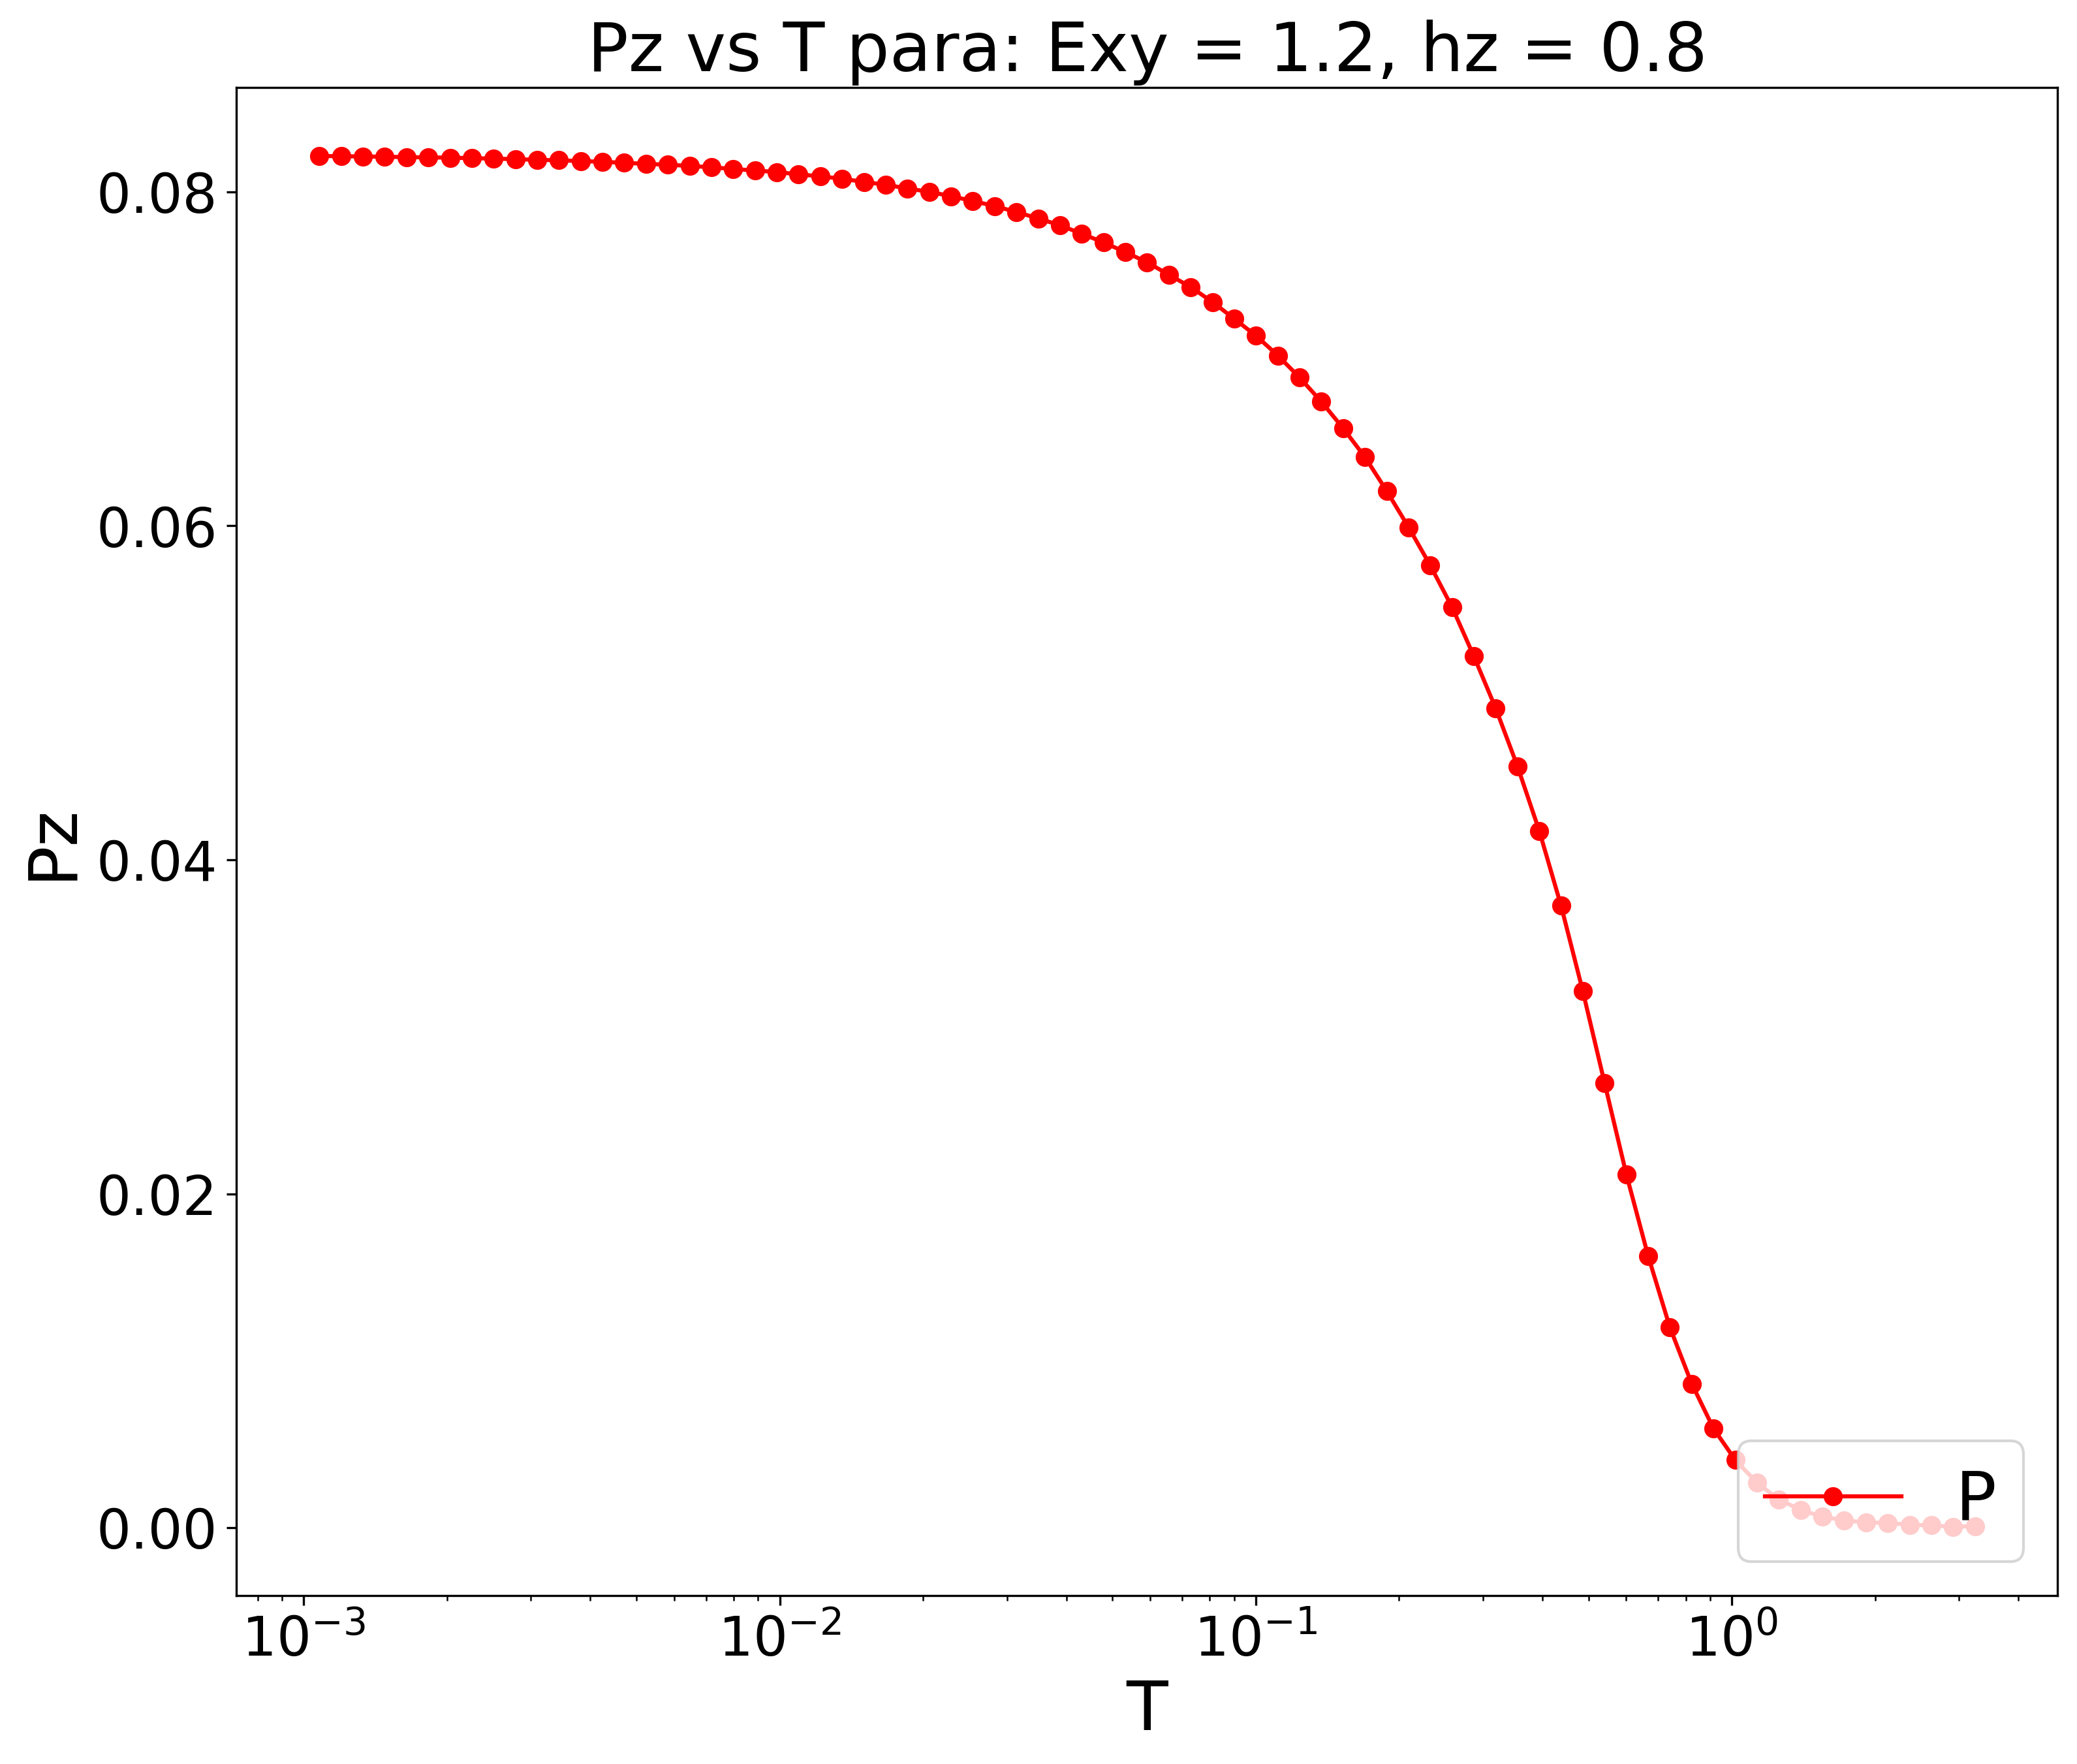 Pz vs T para: Exy = 1.2, hz = 0.8
Pz
0.08
0.06
0.04
0.02
0.00
P
10⁻³ 10⁻² 10⁻¹ 10⁰
T